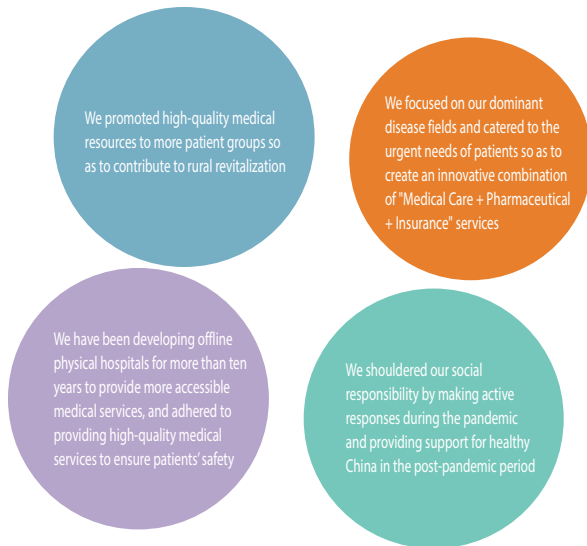 We promoted high-quality medical
resources to more patient groups so
as to contribute to rural revitalization
We focused on our dominant
disease fields and catered to the
urgent needs of patients so as to
create an innovative combination
of "Medical Care + Pharmaceutical
+ Insurance" services
We have been developing offline
physical hospitals for more than ten
years to provide more accessible
medical services, and adhered to
providing high-quality medical
services to ensure patients' safety
We shouldered our social
responsibility by making active
responses during the pandemic
and providing support for healthy
China in the post-pandemic period